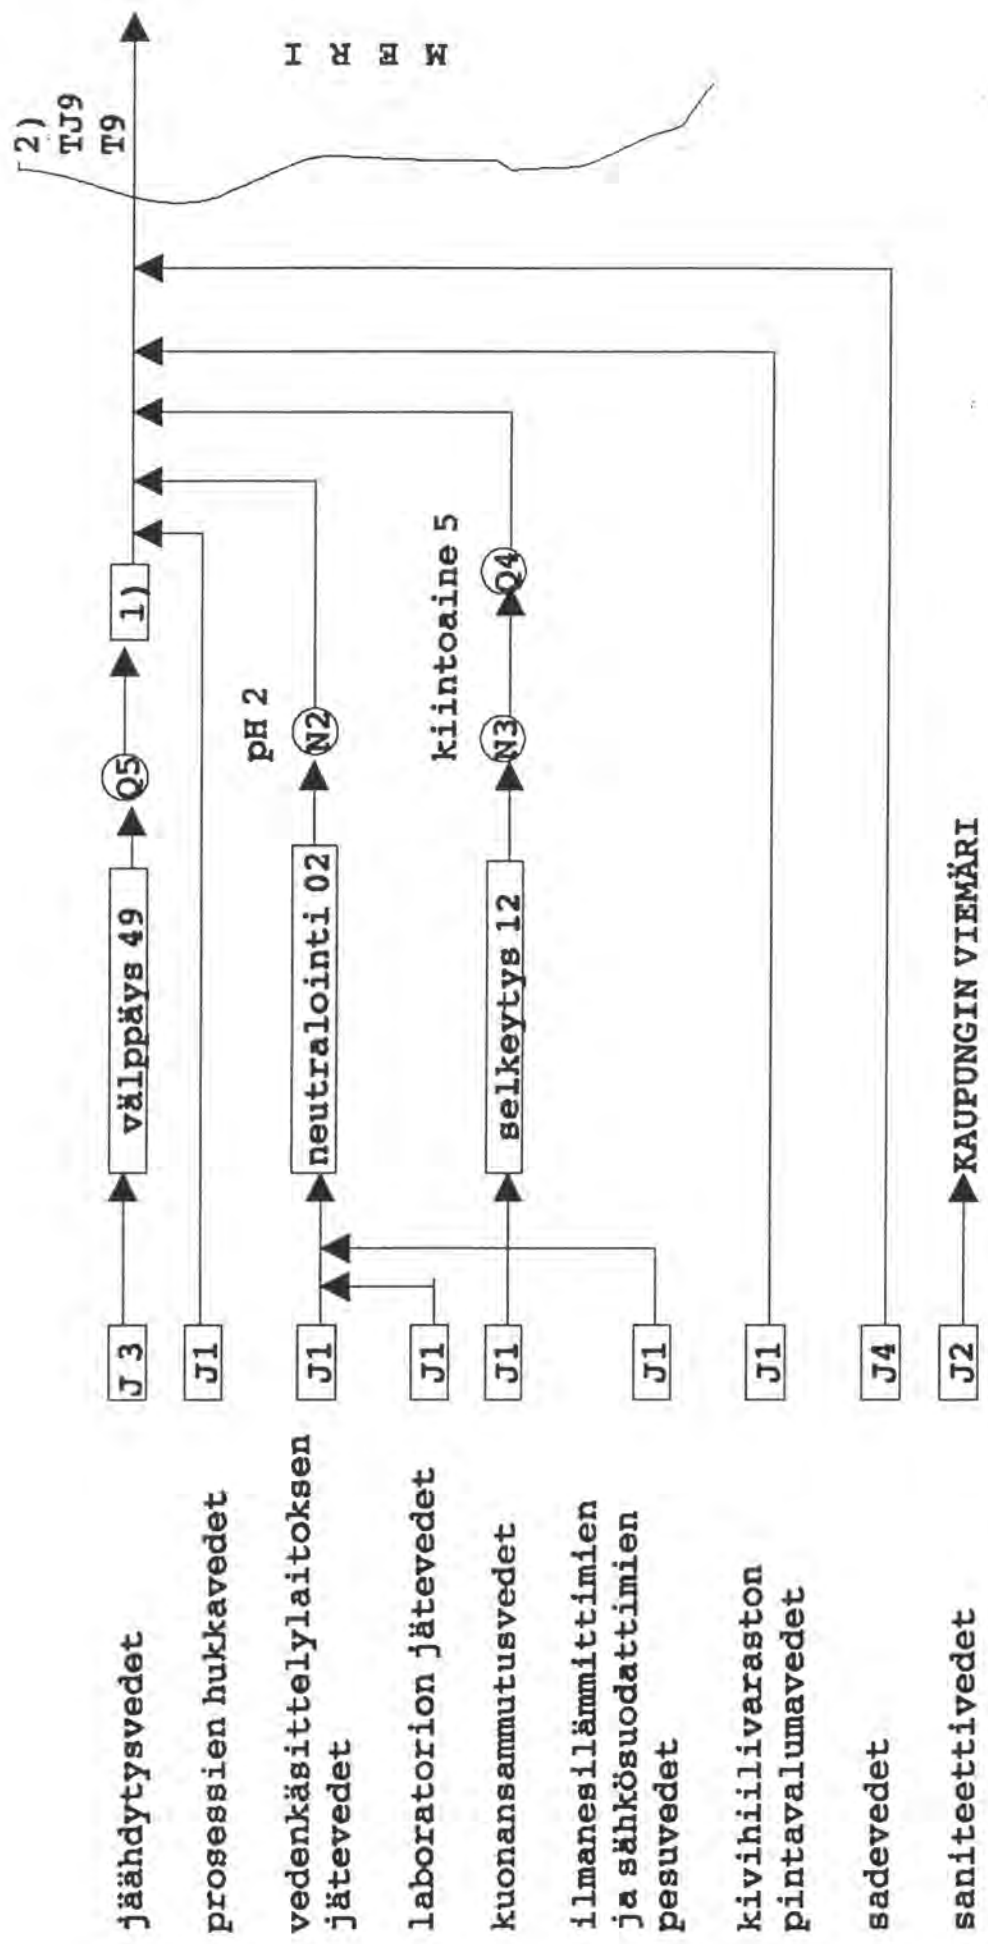 2)
TJ9
T9
MERI
jäähdytysvedet
J 3
välppäys 49
Q5
1)
prosessien hukkavedet
J1
vedenkäsittelylaitoksen
jätevedet
J1
neutralointi 02
pH 2
N2
laboratorion jätevedet
J1
kuonansammutusvedet
J1
selkeytys 12
kiintoaine 5
N3
Q4
ilmanesilämmittimien
ja sähkösuodattimien
pesuvedet
J1
kivihiilivaraston
pintavalumavedet
J1
sadevedet
J4
saniteettivedet
J2
KAUPUNGIN VIEMÄRI